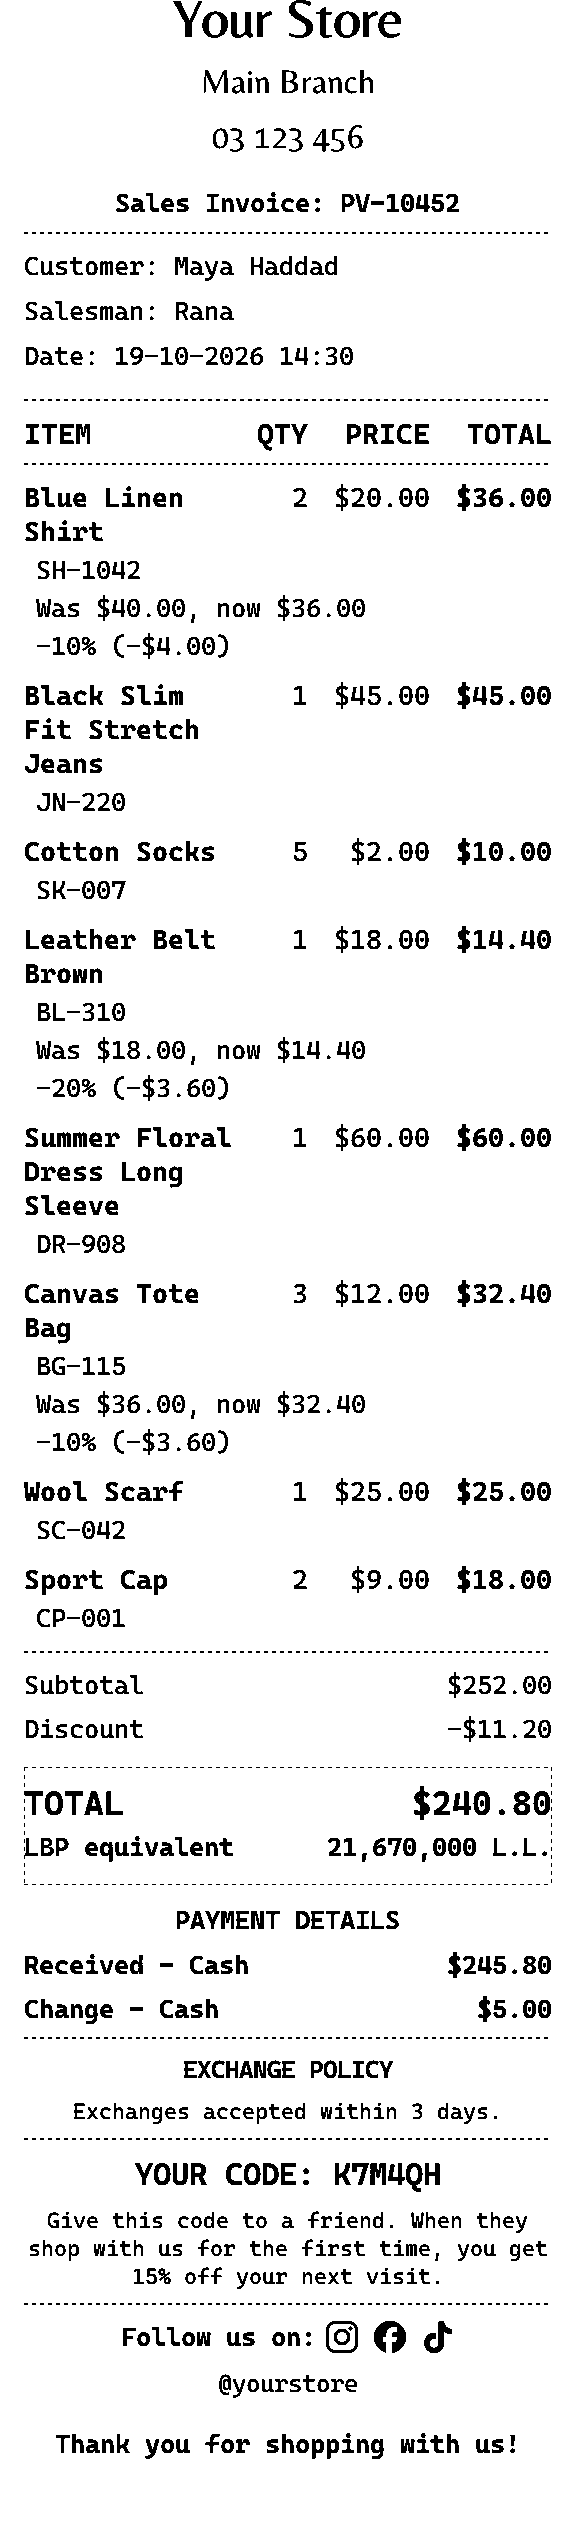 Your Store
Main Branch
03 123 456
Sales Invoice: PV-10452
Customer: Maya Haddad
Salesman: Rana
Date: 19-10-2026 14:30
ITEM QTY PRICE TOTAL
Blue Linen 2 $20.00 $36.00
Shirt
SH-1042
Was $40.00, now $36.00
-10% (-$4.00)
Black Slim 1 $45.00 $45.00
Fit Stretch
Jeans
JN-220
Cotton Socks 5 $2.00 $10.00
SK-007
Leather Belt 1 $18.00 $14.40
Brown
BL-310
Was $18.00, now $14.40
-20% (-$3.60)
Summer Floral 1 $60.00 $60.00
Dress Long
Sleeve
DR-908
Canvas Tote 3 $12.00 $32.40
Bag
BG-115
Was $36.00, now $32.40
-10% (-$3.60)
Wool Scarf 1 $25.00 $25.00
SC-042
Sport Cap 2 $9.00 $18.00
CP-001
Subtotal $252.00
Discount -$11.20
TOTAL $240.80
LBP equivalent 21,670,000 L.L.
PAYMENT DETAILS
Received - Cash $245.80
Change - Cash $5.00
EXCHANGE POLICY
Exchanges accepted within 3 days.
YOUR CODE: K7M4QH
Give this code to a friend. When they
shop with us for the first time, you get
15% off your next visit.
Follow us on:
@yourstore
Thank you for shopping with us!